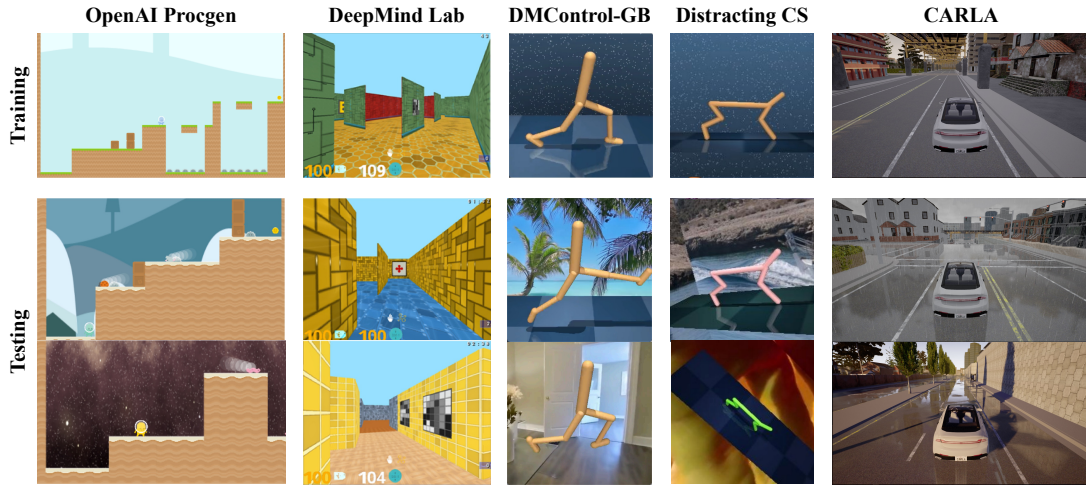 OpenAI Procgen DeepMind Lab DMControl-GB Distracting CS CARLA
Training
100 109
Testing
100 100
100 104